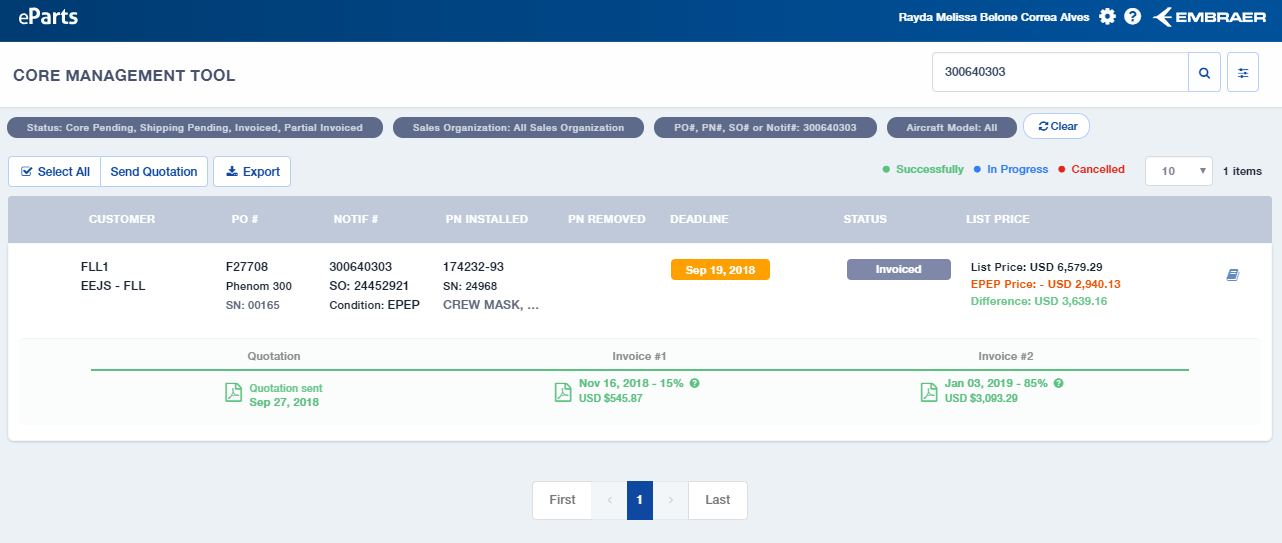 eParts
Rayda Melissa Belone Correa Alves
EMBRAER
CORE MANAGEMENT TOOL
300640303
Status: Core Pending, Shipping Pending, Invoiced, Partial Invoiced
Sales Organization: All Sales Organization
PO#, PN#, SO# or Notif#: 300640303
Aircraft Model: All
Clear
Select All
Send Quotation
Export
Successfully
In Progress
Cancelled
10
1 items
CUSTOMER PO # NOTIF # PN INSTALLED PN REMOVED DEADLINE STATUS LIST PRICE
FLL1
EEJS - FLL
F27708
Phenom 300
SN: 00165
300640303
SO: 24452921
Condition: EPEP
174232-93
SN: 24968
CREW MASK, ...
Sep 19, 2018
Invoiced
List Price: USD 6,579.29
EPEP Price: - USD 2,940.13
Difference: USD 3,639.16
Quotation
Quotation sent
Sep 27, 2018
Invoice #1
Nov 16, 2018 - 15%
USD $545.87
Invoice #2
Jan 03, 2019 - 85%
USD $3,093.29
First ‹ 1 › Last